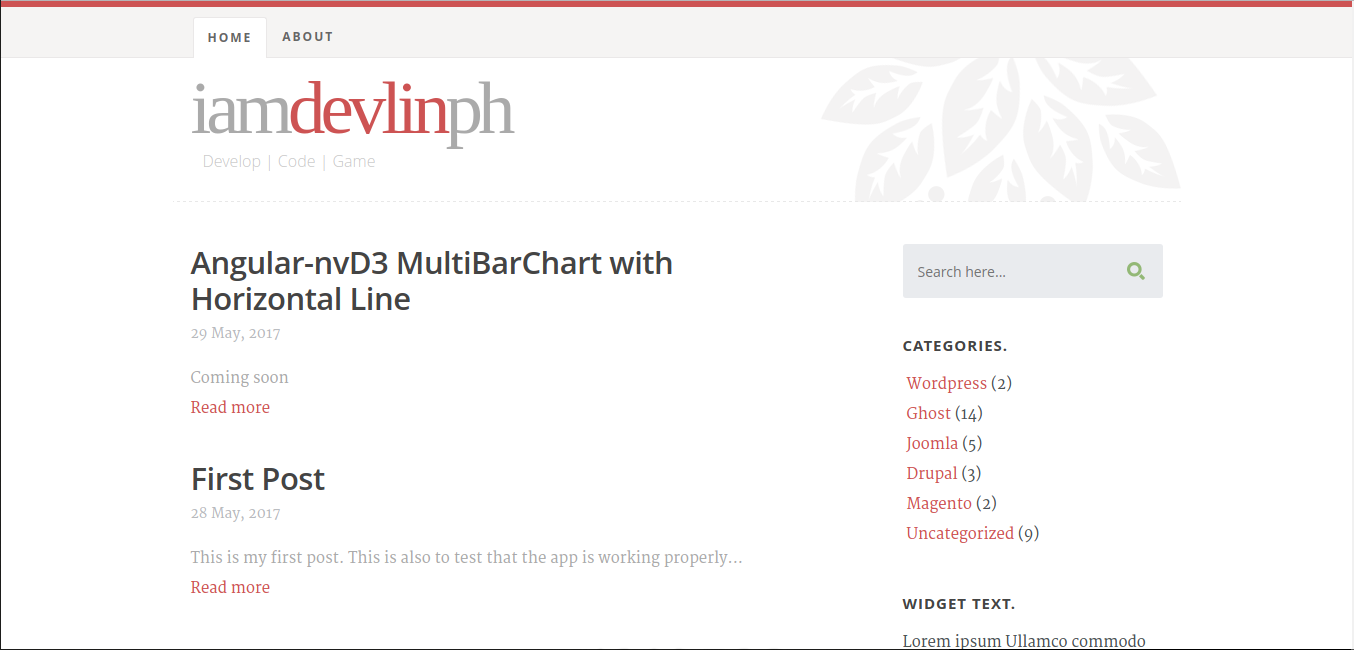 HOME ABOUT
iamdevlinph
Develop | Code | Game
Angular-nvD3 MultiBarChart with
Horizontal Line
29 May, 2017
Coming soon
Read more
First Post
28 May, 2017
This is my first post. This is also to test that the app is working properly...
Read more
Search here...
CATEGORIES.
Wordpress (2)
Ghost (14)
Joomla (5)
Drupal (3)
Magento (2)
Uncategorized (9)
WIDGET TEXT.
Lorem ipsum Ullamco commodo